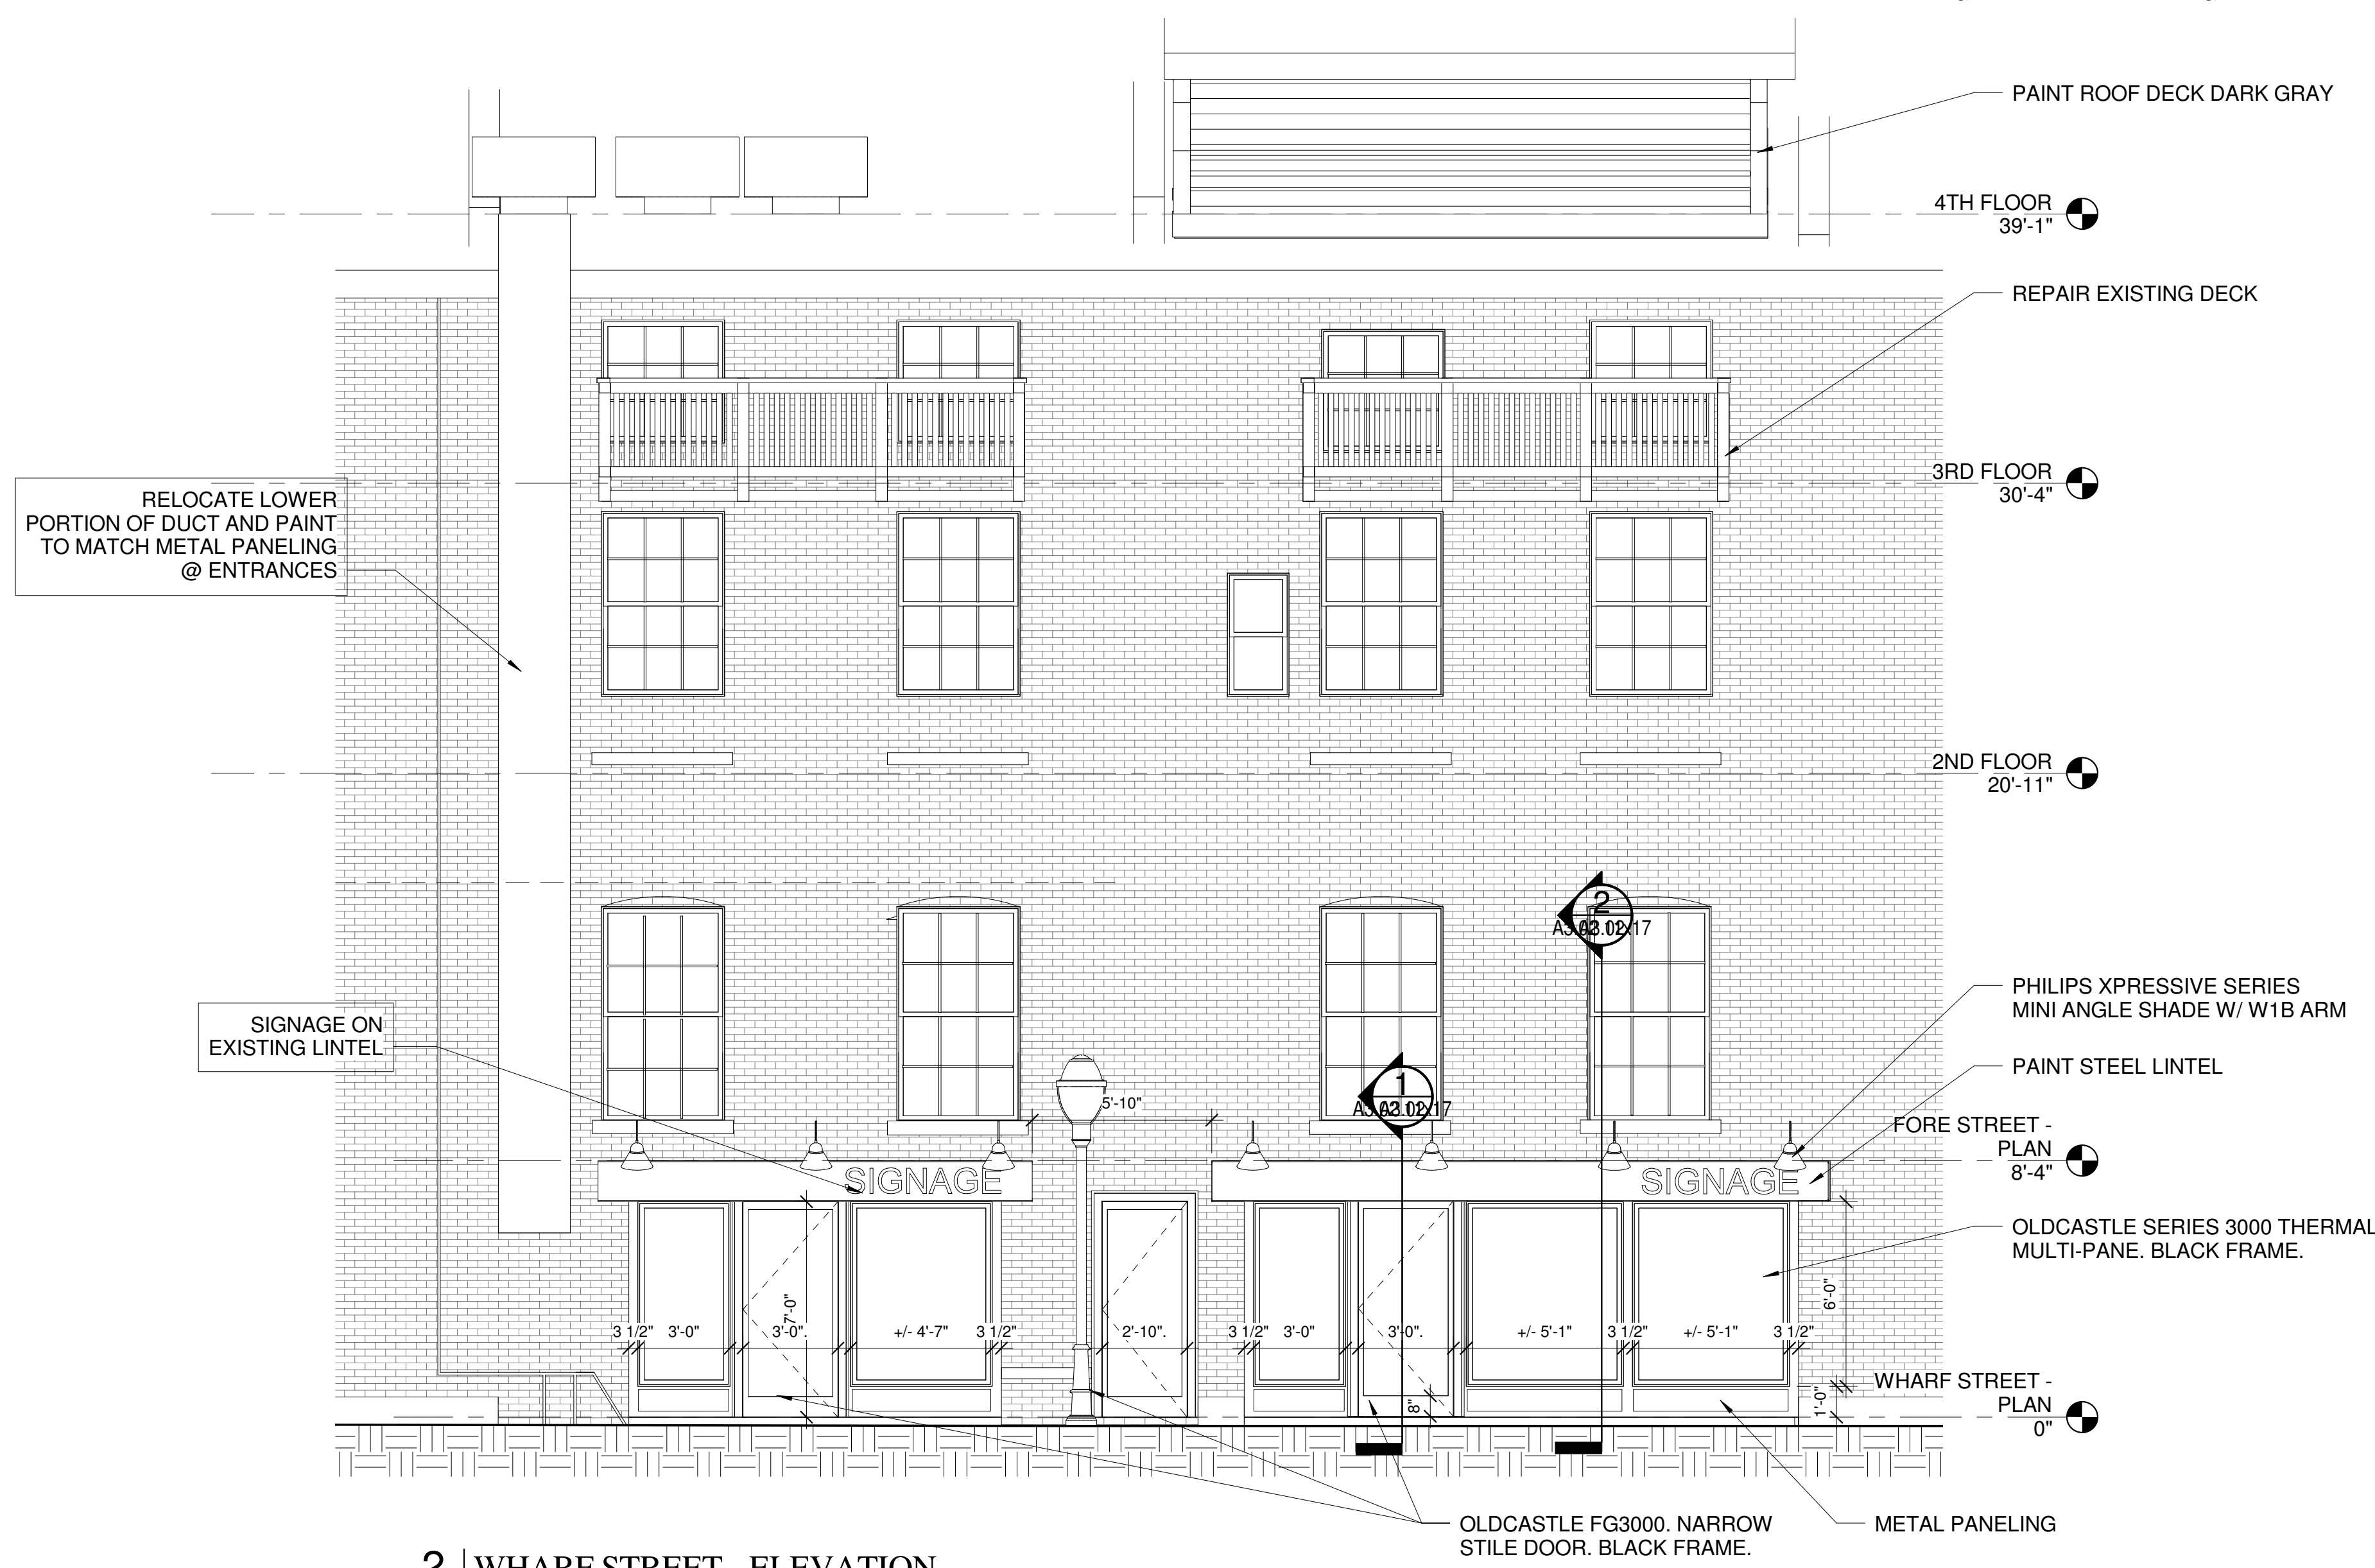 PAINT ROOF DECK DARK GRAY
4TH FLOOR
39'-1"
REPAIR EXISTING DECK
3RD FLOOR
30'-4"
RELOCATE LOWER
PORTION OF DUCT AND PAINT
TO MATCH METAL PANELING
@ ENTRANCES
2ND FLOOR
20'-11"
2
PHILIPS XPRESSIVE SERIES
MINI ANGLE SHADE W/ W1B ARM
SIGNAGE ON
EXISTING LINTEL
PAINT STEEL LINTEL
1
5'-10"
FORE STREET -
PLAN
8'-4"
SIGNAGE
SIGNAGE
OLDCASTLE SERIES 3000 THERMAL
MULTI-PANE. BLACK FRAME.
6'-0"
7'-0"
3 1/2" 3'-0" 3'-0". +/- 4'-7" 3 1/2" 2'-10". 3 1/2" 3'-0" 3'-0". +/- 5'-1" 3 1/2" +/- 5'-1" 3 1/2"
8"
1'-0"
WHARF STREET -
PLAN
0"
OLDCASTLE FG3000. NARROW
STILE DOOR. BLACK FRAME.
METAL PANELING
2 WHARF STREET - ELEVATION